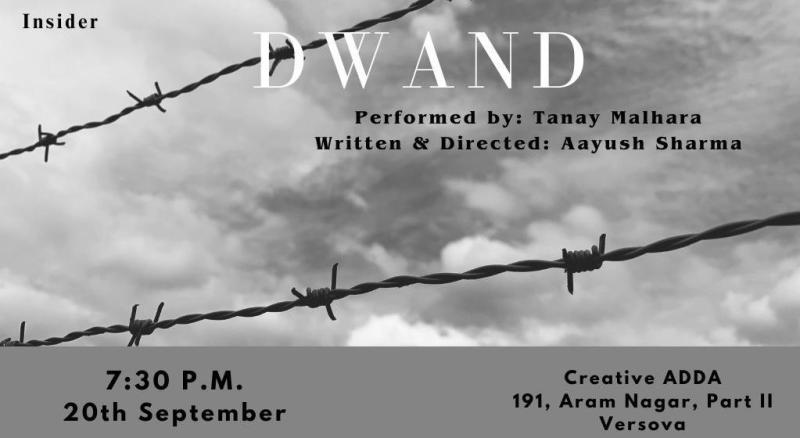 Insider
DWAND
Performed by: Tanay Malhara
Written & Directed: Aayush Sharma
7:30 P.M.
20th September
Creative ADDA
191, Aram Nagar, Part II
Versova